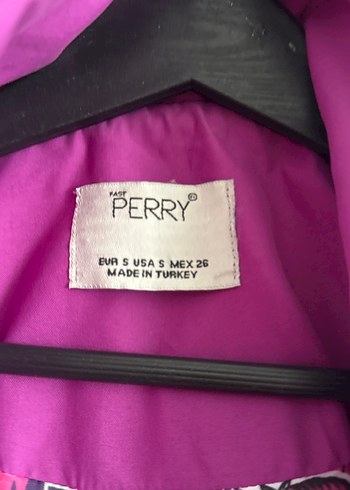 FAST
PERRY®
EUR S USA S MEX 26
MADE IN TURKEY